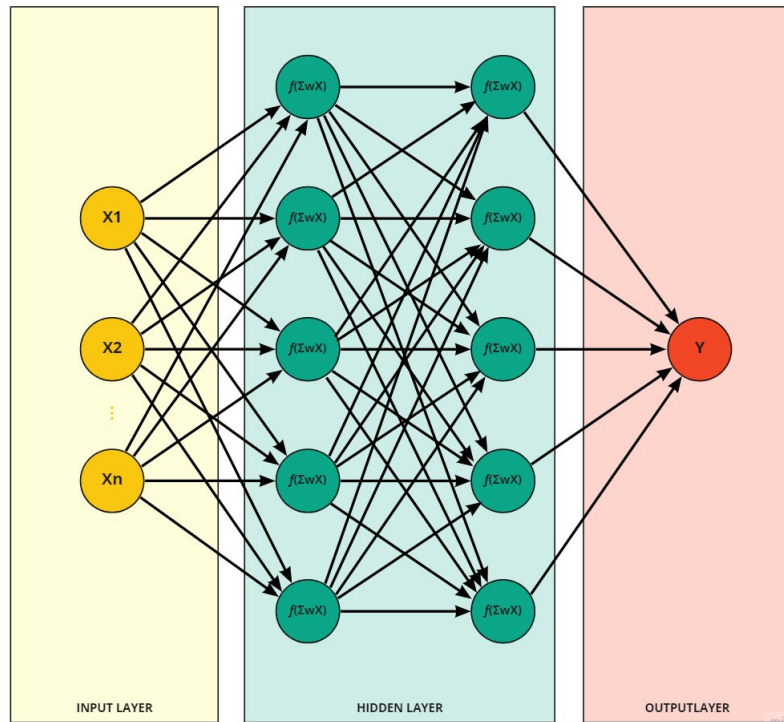 f(ΣwX) f(ΣwX)
X1 f(ΣwX) f(ΣwX)
X2 f(ΣwX) f(ΣwX) Y
⋮
Xn f(ΣwX) f(ΣwX)
f(ΣwX) f(ΣwX)
INPUT LAYER HIDDEN LAYER OUTPUTLAYER